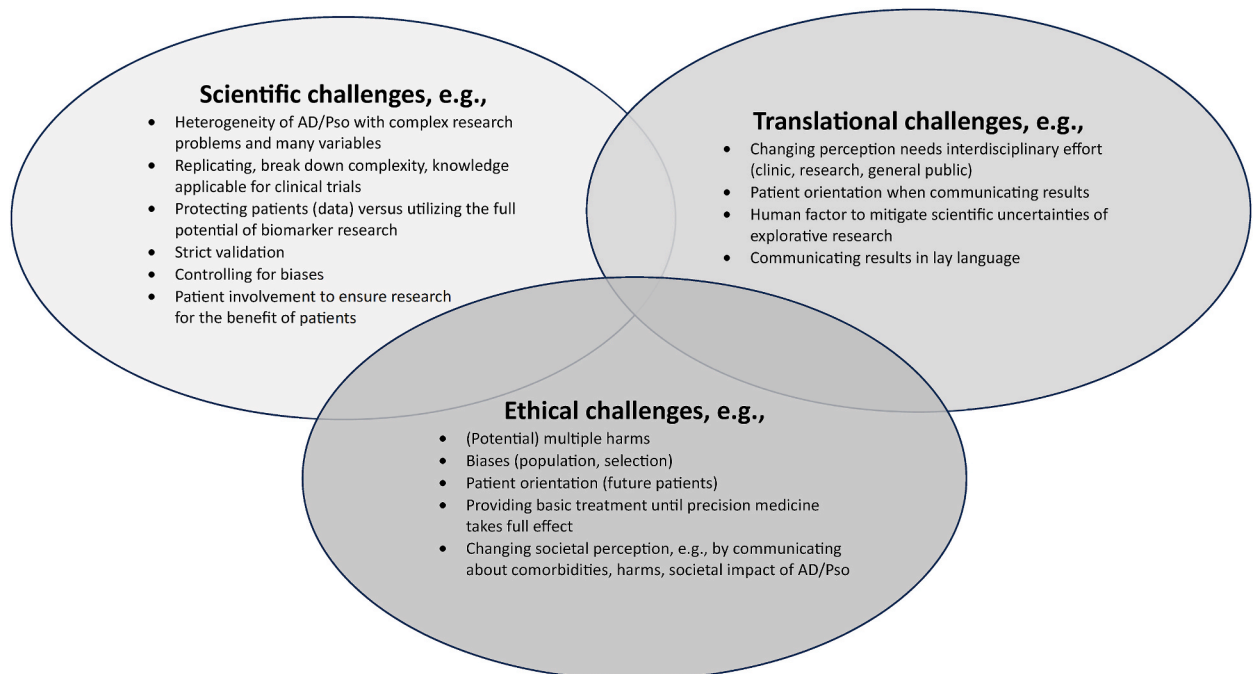 Scientific challenges, e.g.,
• Heterogeneity of AD/Pso with complex research
problems and many variables
• Replicating, break down complexity, knowledge
applicable for clinical trials
• Protecting patients (data) versus utilizing the full
potential of biomarker research
• Strict validation
• Controlling for biases
• Patient involvement to ensure research
for the benefit of patients
Translational challenges, e.g.,
• Changing perception needs interdisciplinary effort
(clinic, research, general public)
• Patient orientation when communicating results
• Human factor to mitigate scientific uncertainties of
explorative research
• Communicating results in lay language
Ethical challenges, e.g.,
• (Potential) multiple harms
• Biases (population, selection)
• Patient orientation (future patients)
• Providing basic treatment until precision medicine
takes full effect
• Changing societal perception, e.g., by communicating
about comorbidities, harms, societal impact of AD/Pso